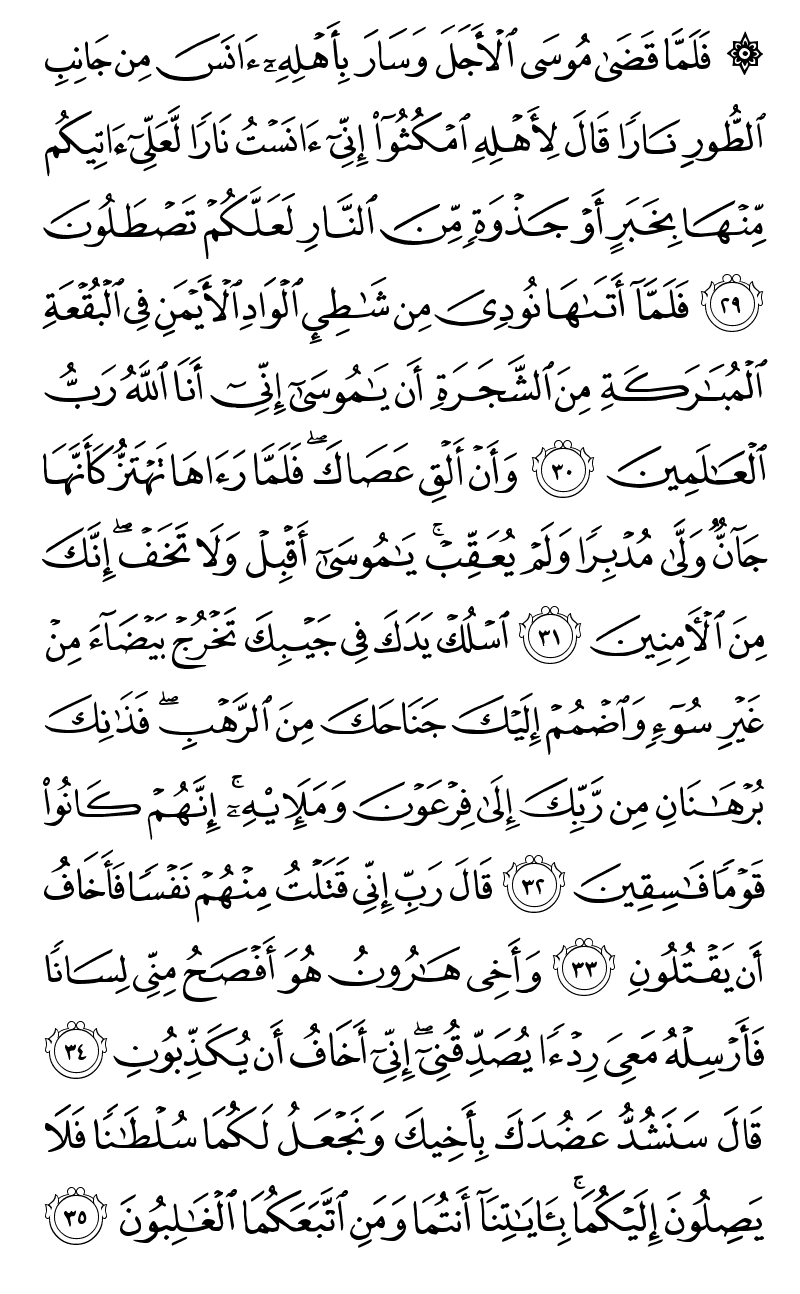 ۞ فَلَمَّا قَضَىٰ مُوسَى ٱلْأَجَلَ وَسَارَ بِأَهْلِهِۦٓ ءَانَسَ مِن جَانِبِ
ٱلطُّورِ نَارًا قَالَ لِأَهْلِهِ ٱمْكُثُوٓا۟ إِنِّىٓ ءَانَسْتُ نَارًا لَّعَلِّىٓ ءَاتِيكُم
مِّنْهَا بِخَبَرٍ أَوْ جَذْوَةٍ مِّنَ ٱلنَّارِ لَعَلَّكُمْ تَصْطَلُونَ
٢٩ فَلَمَّآ أَتَىٰهَا نُودِىَ مِن شَـٰطِئِ ٱلْوَادِ ٱلْأَيْمَنِ فِى ٱلْبُقْعَةِ
ٱلْمُبَـٰرَكَةِ مِنَ ٱلشَّجَرَةِ أَن يَـٰمُوسَىٰٓ إِنِّىٓ أَنَا ٱللَّهُ رَبُّ
ٱلْعَـٰلَمِينَ ٣٠ وَأَنْ أَلْقِ عَصَاكَ ۖ فَلَمَّا رَءَاهَا تَهْتَزُّ كَأَنَّهَا
جَآنٌّ وَلَّىٰ مُدْبِرًا وَلَمْ يُعَقِّبْ ۚ يَـٰمُوسَىٰٓ أَقْبِلْ وَلَا تَخَفْ ۖ إِنَّكَ
مِنَ ٱلْـَٔامِنِينَ ٣١ ٱسْلُكْ يَدَكَ فِى جَيْبِكَ تَخْرُجْ بَيْضَآءَ مِنْ
غَيْرِ سُوٓءٍ وَٱضْمُمْ إِلَيْكَ جَنَاحَكَ مِنَ ٱلرَّهْبِ ۖ فَذَٰنِكَ
بُرْهَـٰنَانِ مِن رَّبِّكَ إِلَىٰ فِرْعَوْنَ وَمَلَإِي۟هِۦٓ ۚ إِنَّهُمْ كَانُوا۟
قَوْمًا فَـٰسِقِينَ ٣٢ قَالَ رَبِّ إِنِّى قَتَلْتُ مِنْهُمْ نَفْسًا فَأَخَافُ
أَن يَقْتُلُونِ ٣٣ وَأَخِى هَـٰرُونُ هُوَ أَفْصَحُ مِنِّى لِسَانًا
فَأَرْسِلْهُ مَعِىَ رِدْءًا يُصَدِّقُنِىٓ ۖ إِنِّىٓ أَخَافُ أَن يُكَذِّبُونِ ٣٤
قَالَ سَنَشُدُّ عَضُدَكَ بِأَخِيكَ وَنَجْعَلُ لَكُمَا سُلْطَـٰنًا فَلَا
يَصِلُونَ إِلَيْكُمَا ۚ بِـَٔايَـٰتِنَآ أَنتُمَا وَمَنِ ٱتَّبَعَكُمَا ٱلْغَـٰلِبُونَ ٣٥